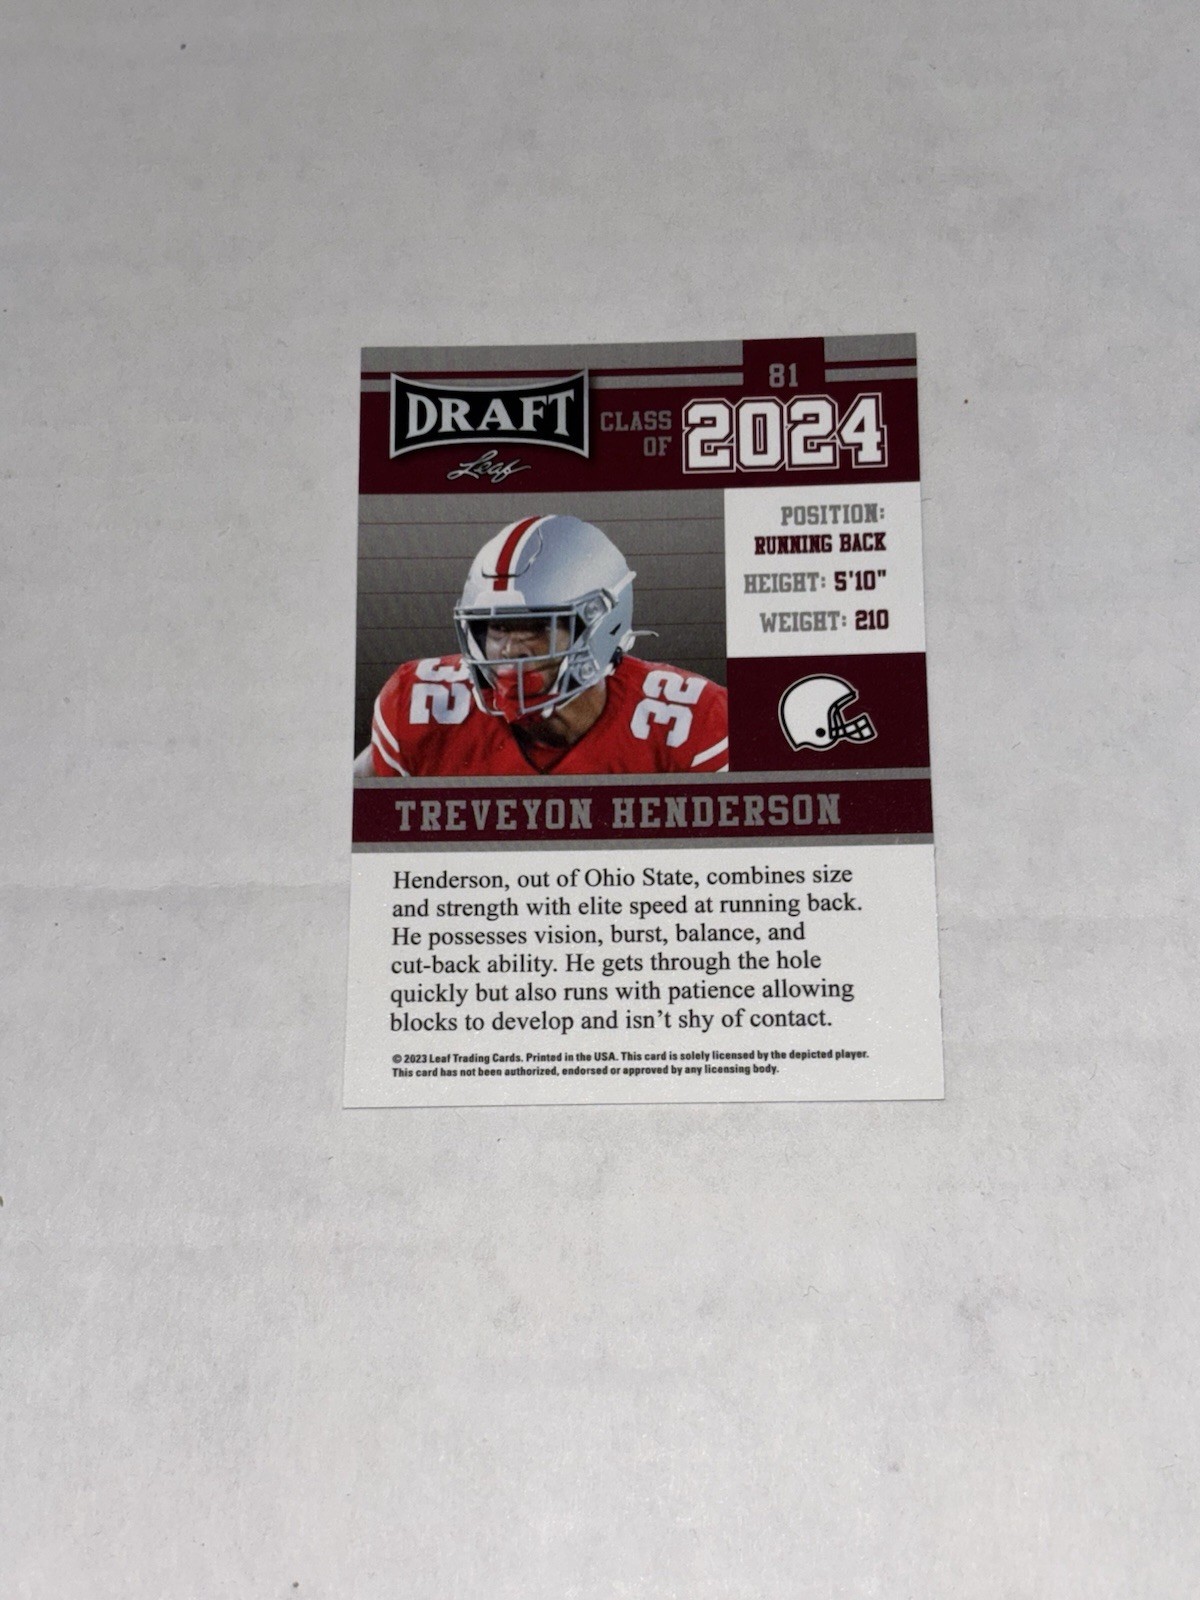 81
DRAFT
Leaf
CLASS
OF
2024
POSITION:
RUNNING BACK
HEIGHT: 5'10"
WEIGHT: 210
32
32
TREVEYON HENDERSON
Henderson, out of Ohio State, combines size
and strength with elite speed at running back.
He possesses vision, burst, balance, and
cut-back ability. He gets through the hole
quickly but also runs with patience allowing
blocks to develop and isn't shy of contact.
© 2023 Leaf Trading Cards. Printed in the USA. This card is solely licensed by the depicted player.
This card has not been authorized, endorsed or approved by any licensing body.